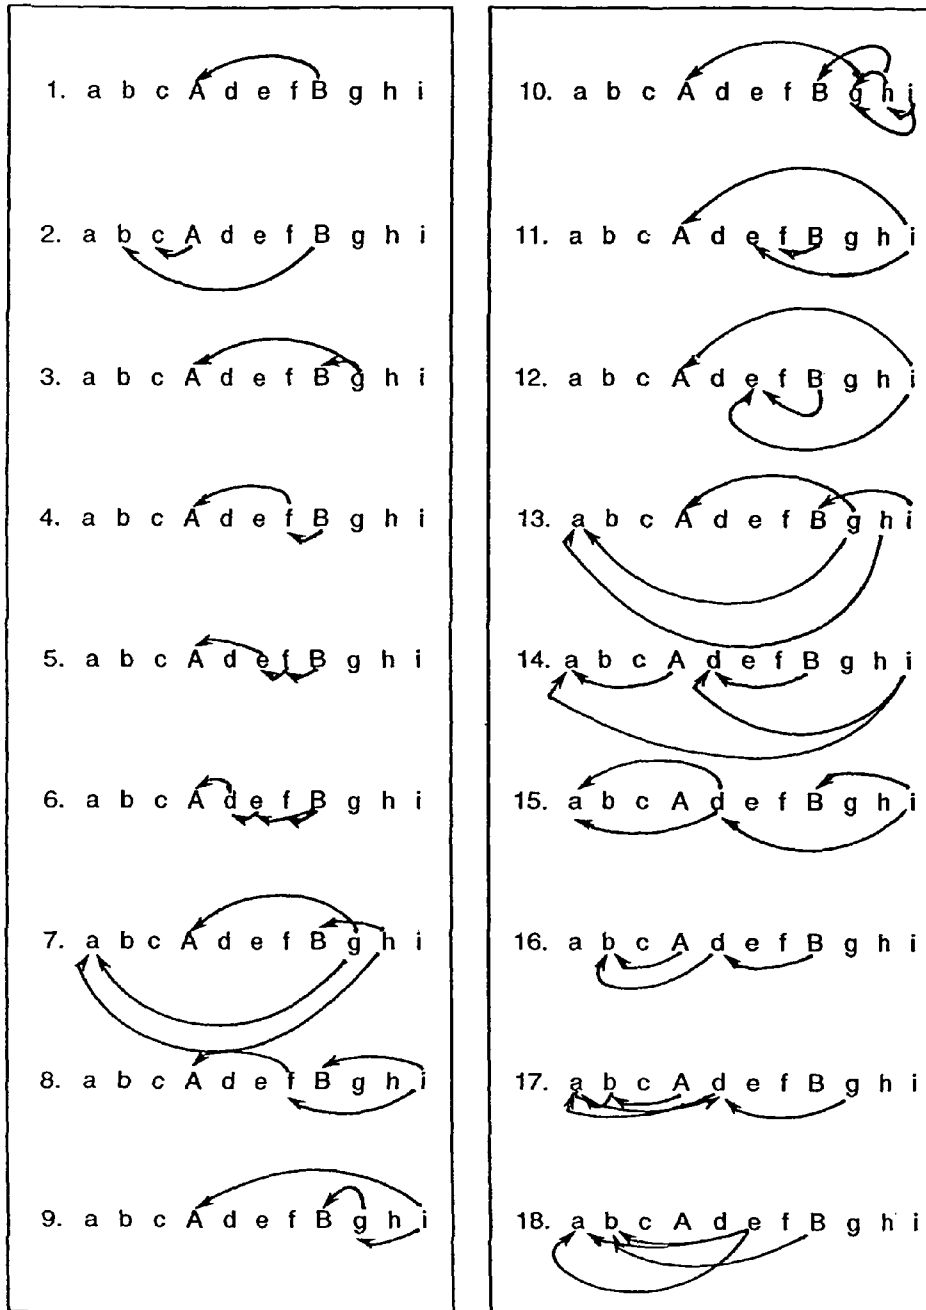 1. a b c A d e f B g h i
2. a b c A d e f B g h i
3. a b c A d e f B g h i
4. a b c A d e f B g h i
5. a b c A d e f B g h i
6. a b c A d e f B g h i
7. a b c A d e f B g h i
8. a b c A d e f B g h i
9. a b c A d e f B g h i
10. a b c A d e f B g h i
11. a b c A d e f B g h i
12. a b c A d e f B g h i
13. a b c A d e f B g h i
14. a b c A d e f B g h i
15. a b c A d e f B g h i
16. a b c A d e f B g h i
17. a b c A d e f B g h i
18. a b c A d e f B g h i